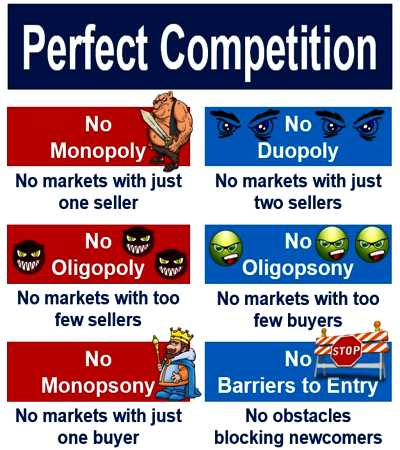 Perfect Competition
No
Monopoly
No markets with just
one seller
No
Duopoly
No markets with just
two sellers
No
Oligopoly
No markets with too
few sellers
No
Oligopsony
No markets with too
few buyers
No
Monopsony
No markets with just
one buyer
STOP
No
Barriers to Entry
No obstacles
blocking newcomers